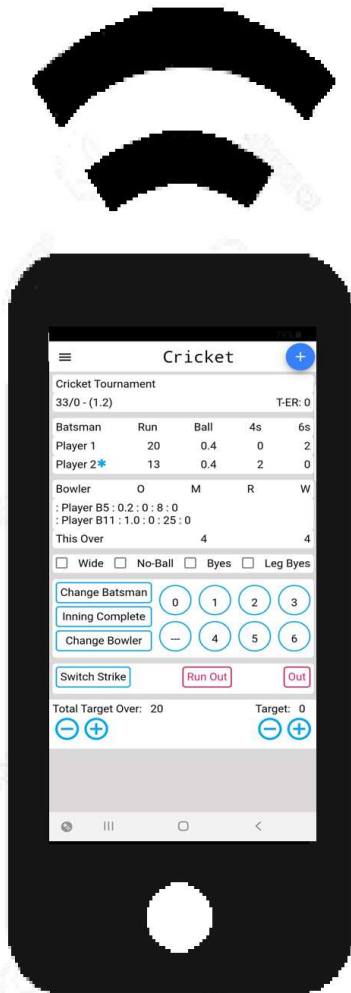 Cricket
+
Cricket Tournament
33/0 - (1.2) T-ER: 0
Batsman Run Ball 4s 6s
Player 1 20 0.4 0 2
Player 2* 13 0.4 2 0
Bowler O M R W
: Player B5 : 0.2 : 0 : 8 : 0
: Player B11 : 1.0 : 0 : 25 : 0
This Over 4 4
Wide No-Ball Byes Leg Byes
Change Batsman
Inning Complete
Change Bowler
0 1 2 3
--- 4 5 6
Switch Strike Run Out Out
Total Target Over: 20 Target: 0
− + − +